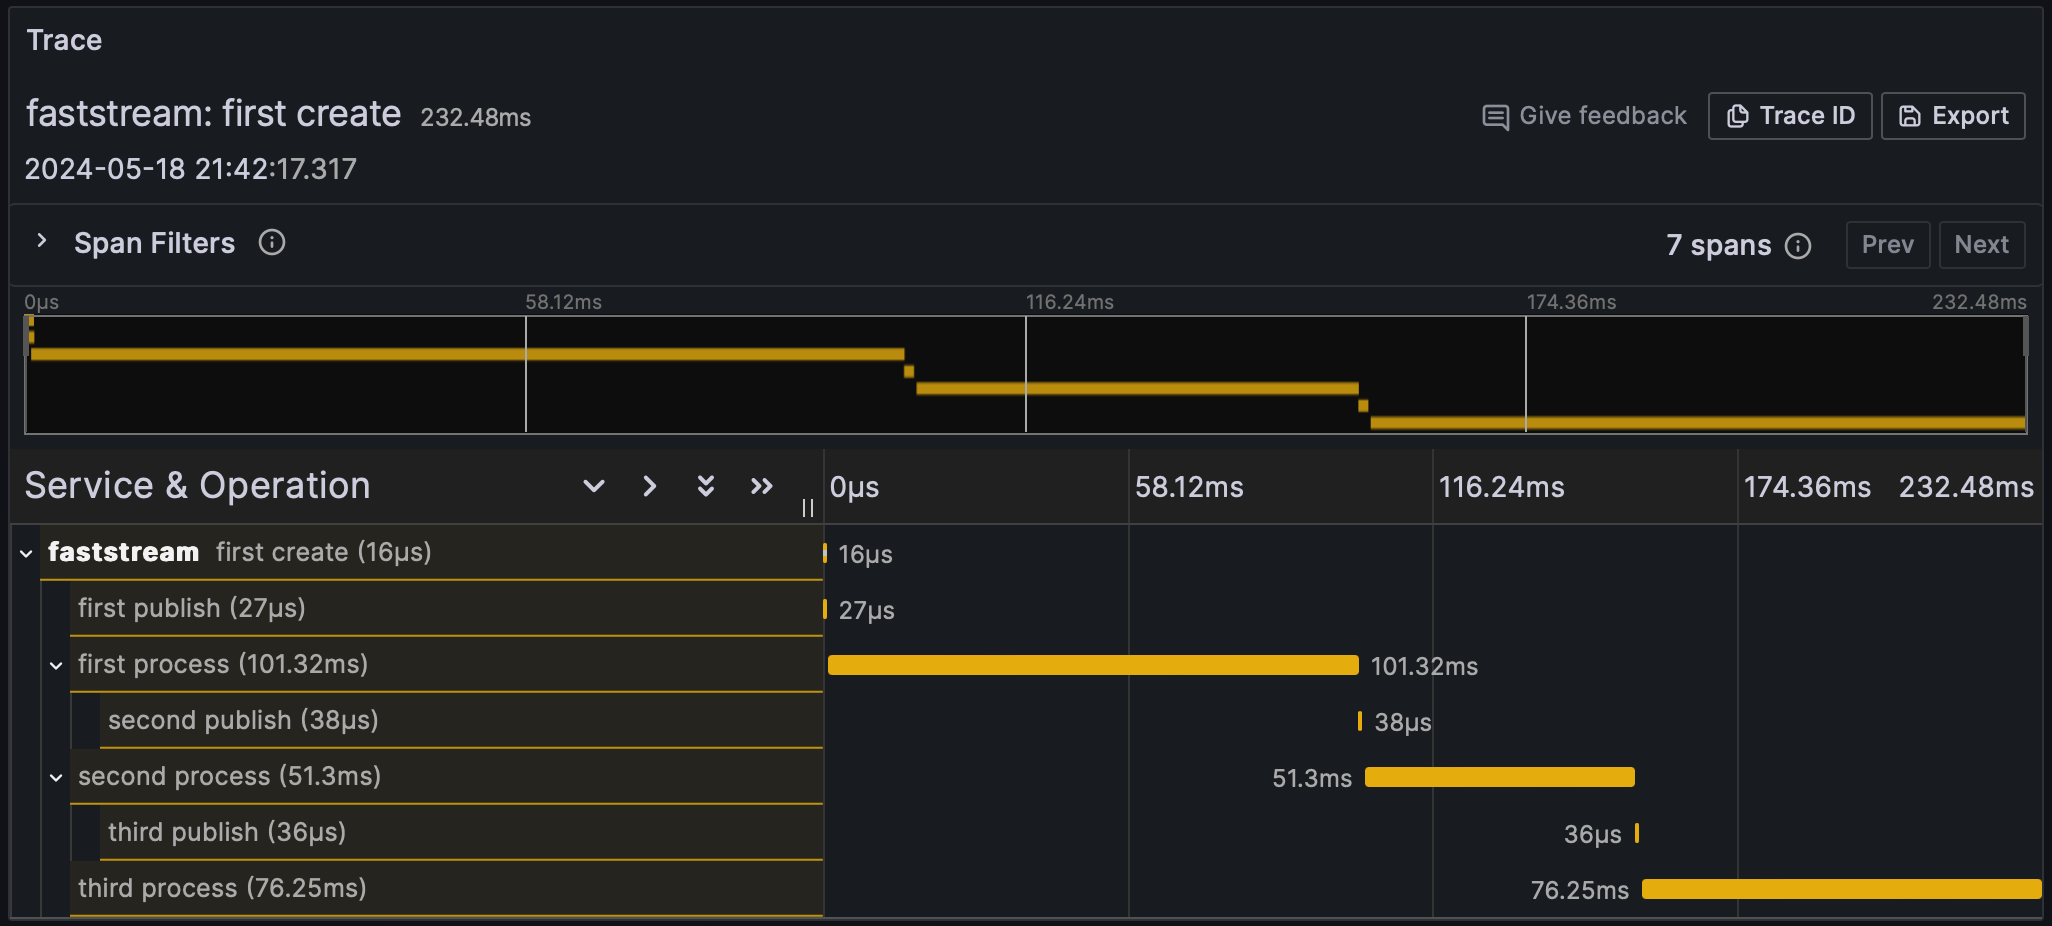 Trace
faststream: first create 232.48ms
Give feedback
Trace ID
Export
2024-05-18 21:42:17.317
Span Filters
7 spans
Prev
Next
0μs 58.12ms 116.24ms 174.36ms 232.48ms
Service & Operation
0μs 58.12ms 116.24ms 174.36ms 232.48ms
faststream first create (16μs) 16μs
first publish (27μs) 27μs
first process (101.32ms) 101.32ms
second publish (38μs) 38μs
second process (51.3ms) 51.3ms
third publish (36μs) 36μs
third process (76.25ms) 76.25ms